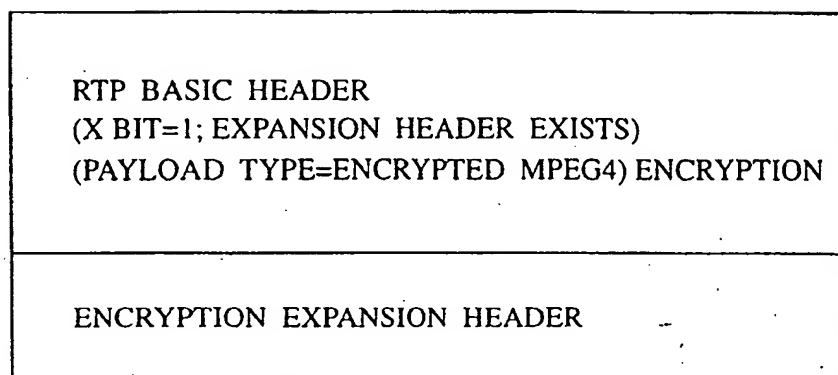 RTP BASIC HEADER
(X BIT=1; EXPANSION HEADER EXISTS)
(PAYLOAD TYPE=ENCRYPTED MPEG4) ENCRYPTION
ENCRYPTION EXPANSION HEADER